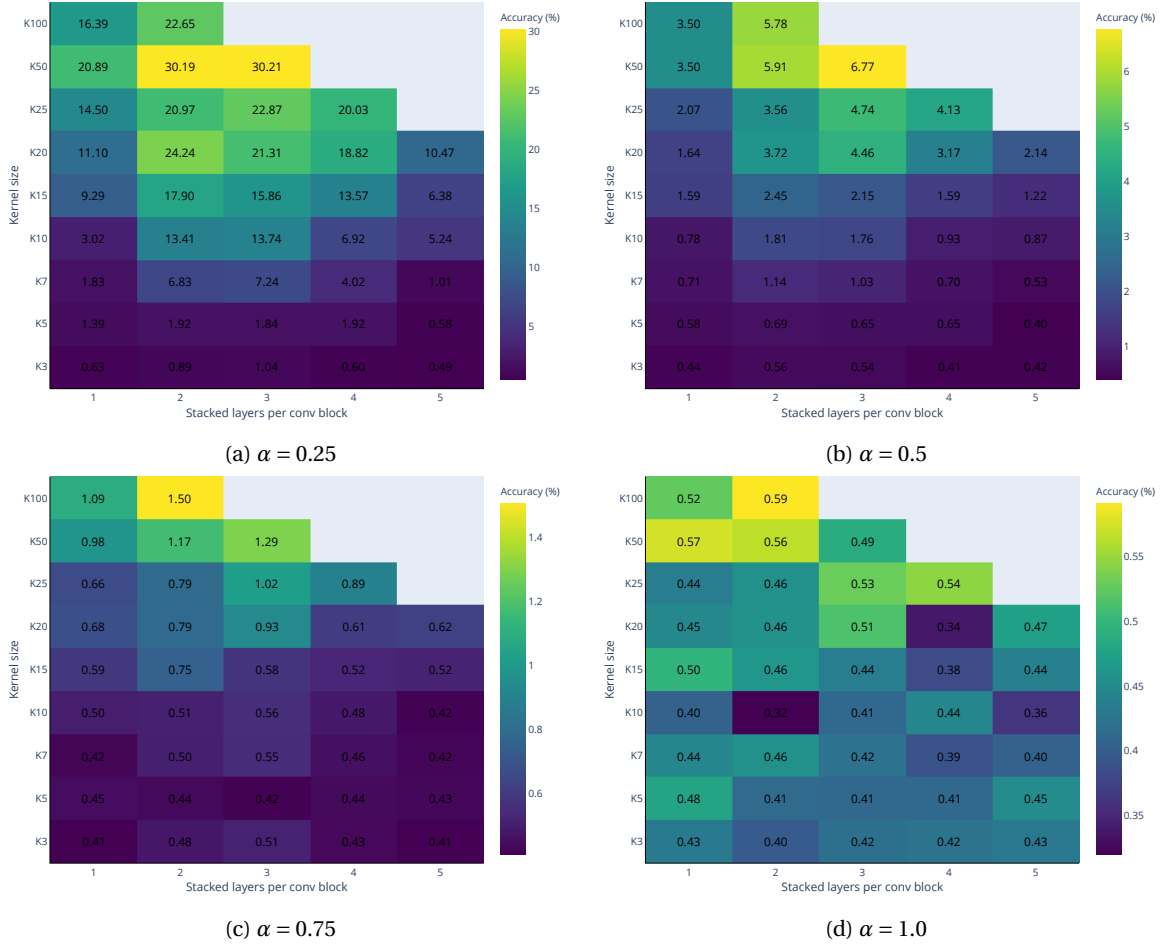 Accuracy (%)
K100 16.39 22.65
K50 20.89 30.19 30.21
K25 14.50 20.97 22.87 20.03
K20 11.10 24.24 21.31 18.82 10.47
K15 9.29 17.90 15.86 13.57 6.38
K10 3.02 13.41 13.74 6.92 5.24
K7 1.83 6.83 7.24 4.02 1.01
K5 1.39 1.92 1.84 1.92 0.58
K3 0.63 0.89 1.04 0.60 0.49
1 2 3 4 5
Stacked layers per conv block
Kernel size
30
25
20
15
10
5
(a) α = 0.25
Accuracy (%)
K100 3.50 5.78
K50 3.50 5.91 6.77
K25 2.07 3.56 4.74 4.13
K20 1.64 3.72 4.46 3.17 2.14
K15 1.59 2.45 2.15 1.59 1.22
K10 0.78 1.81 1.76 0.93 0.87
K7 0.71 1.14 1.03 0.70 0.53
K5 0.58 0.69 0.65 0.65 0.40
K3 0.44 0.56 0.54 0.41 0.42
1 2 3 4 5
Stacked layers per conv block
Kernel size
6
5
4
3
2
1
(b) α = 0.5
Accuracy (%)
K100 1.09 1.50
K50 0.98 1.17 1.29
K25 0.66 0.79 1.02 0.89
K20 0.68 0.79 0.93 0.61 0.62
K15 0.59 0.75 0.58 0.52 0.52
K10 0.50 0.51 0.56 0.48 0.42
K7 0.42 0.50 0.55 0.46 0.42
K5 0.45 0.44 0.42 0.44 0.43
K3 0.41 0.48 0.51 0.43 0.41
1 2 3 4 5
Stacked layers per conv block
Kernel size
1.4
1.2
1
0.8
0.6
(c) α = 0.75
Accuracy (%)
K100 0.52 0.59
K50 0.57 0.56 0.49
K25 0.44 0.46 0.53 0.54
K20 0.45 0.46 0.51 0.34 0.47
K15 0.50 0.46 0.44 0.38 0.44
K10 0.40 0.32 0.41 0.44 0.36
K7 0.44 0.46 0.42 0.39 0.40
K5 0.48 0.41 0.41 0.41 0.45
K3 0.43 0.40 0.42 0.42 0.43
1 2 3 4 5
Stacked layers per conv block
Kernel size
0.55
0.5
0.45
0.4
0.35
(d) α = 1.0